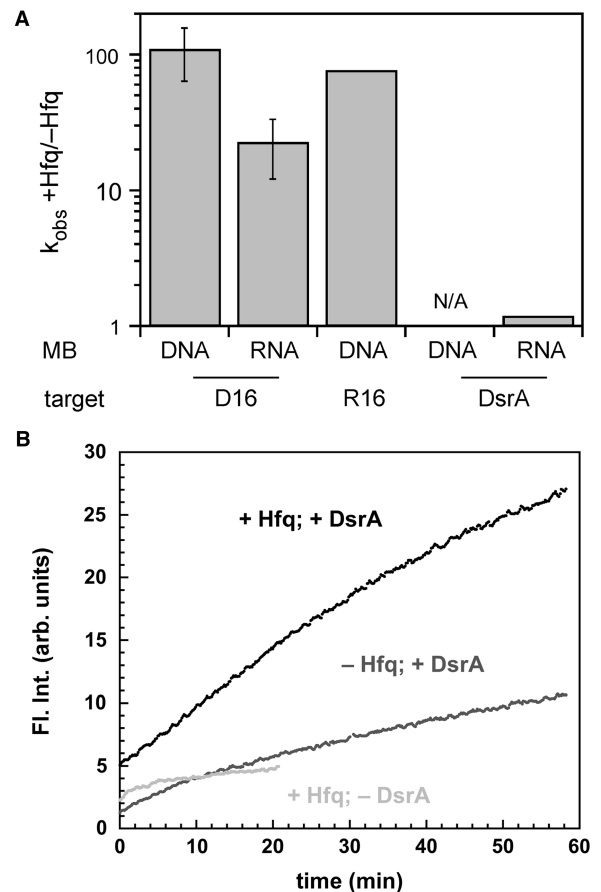 A
k_obs +Hfq/–Hfq
100
10
1
N/A
MB DNA RNA DNA DNA RNA
target D16 R16 DsrA
B
Fl. Int. (arb. units)
30
25
20
15
10
5
0
+ Hfq; + DsrA
– Hfq; + DsrA
+ Hfq; – DsrA
0 10 20 30 40 50 60
time (min)